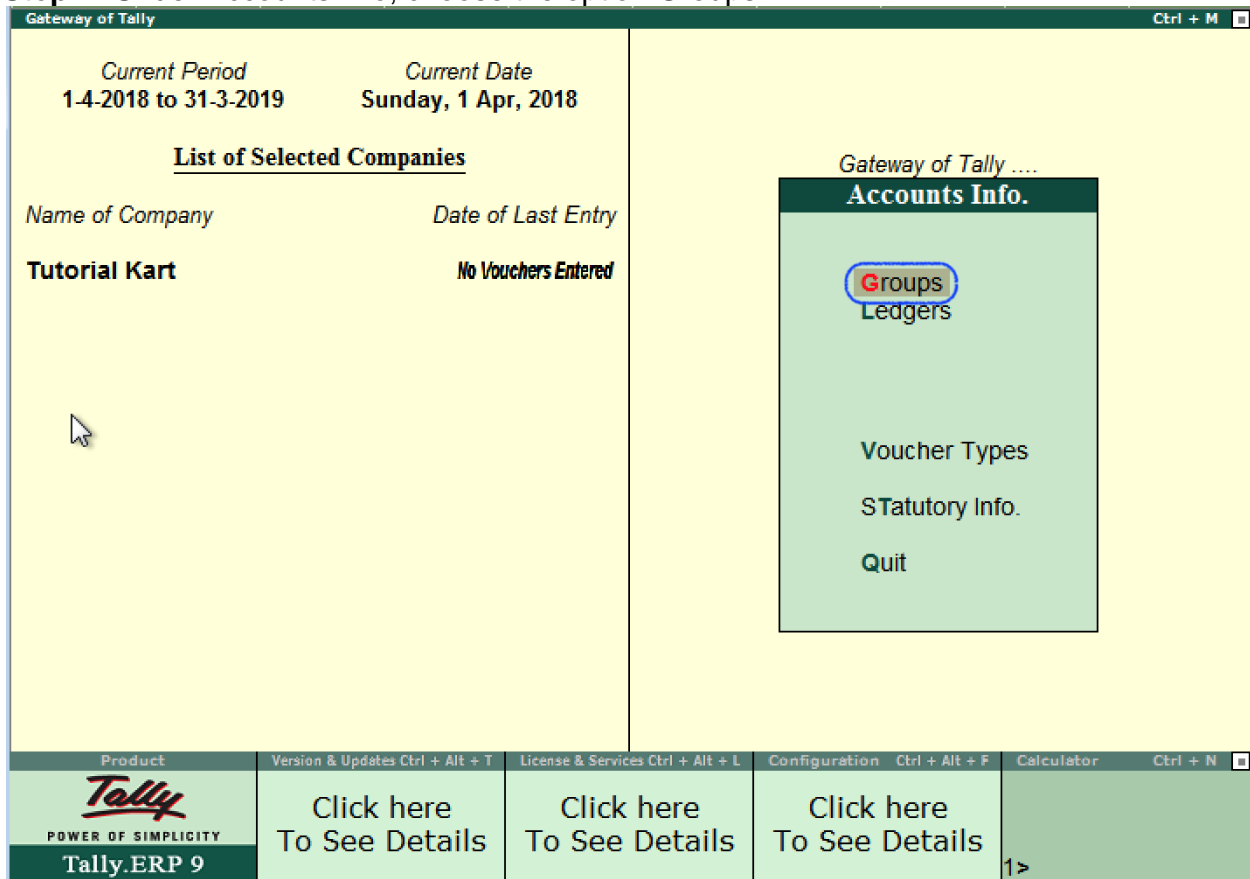 Gateway of Tally Ctrl + M
Current Period Current Date
1-4-2018 to 31-3-2019 Sunday, 1 Apr, 2018
List of Selected Companies
Name of Company Date of Last Entry
Tutorial Kart No Vouchers Entered
Gateway of Tally ....
Accounts Info.
Groups
Ledgers
Voucher Types
STatutory Info.
Quit
Product Version & Updates Ctrl + Alt + T License & Services Ctrl + Alt + L Configuration Ctrl + Alt + F Calculator Ctrl + N
Tally
POWER OF SIMPLICITY
Tally.ERP 9
Click here
To See Details
Click here
To See Details
Click here
To See Details
1>